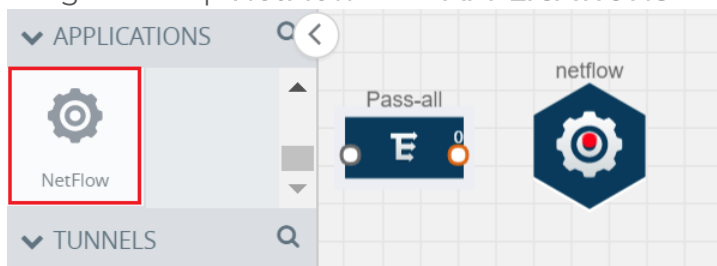 APPLICATIONS
NetFlow
TUNNELS
Pass-all
0
netflow